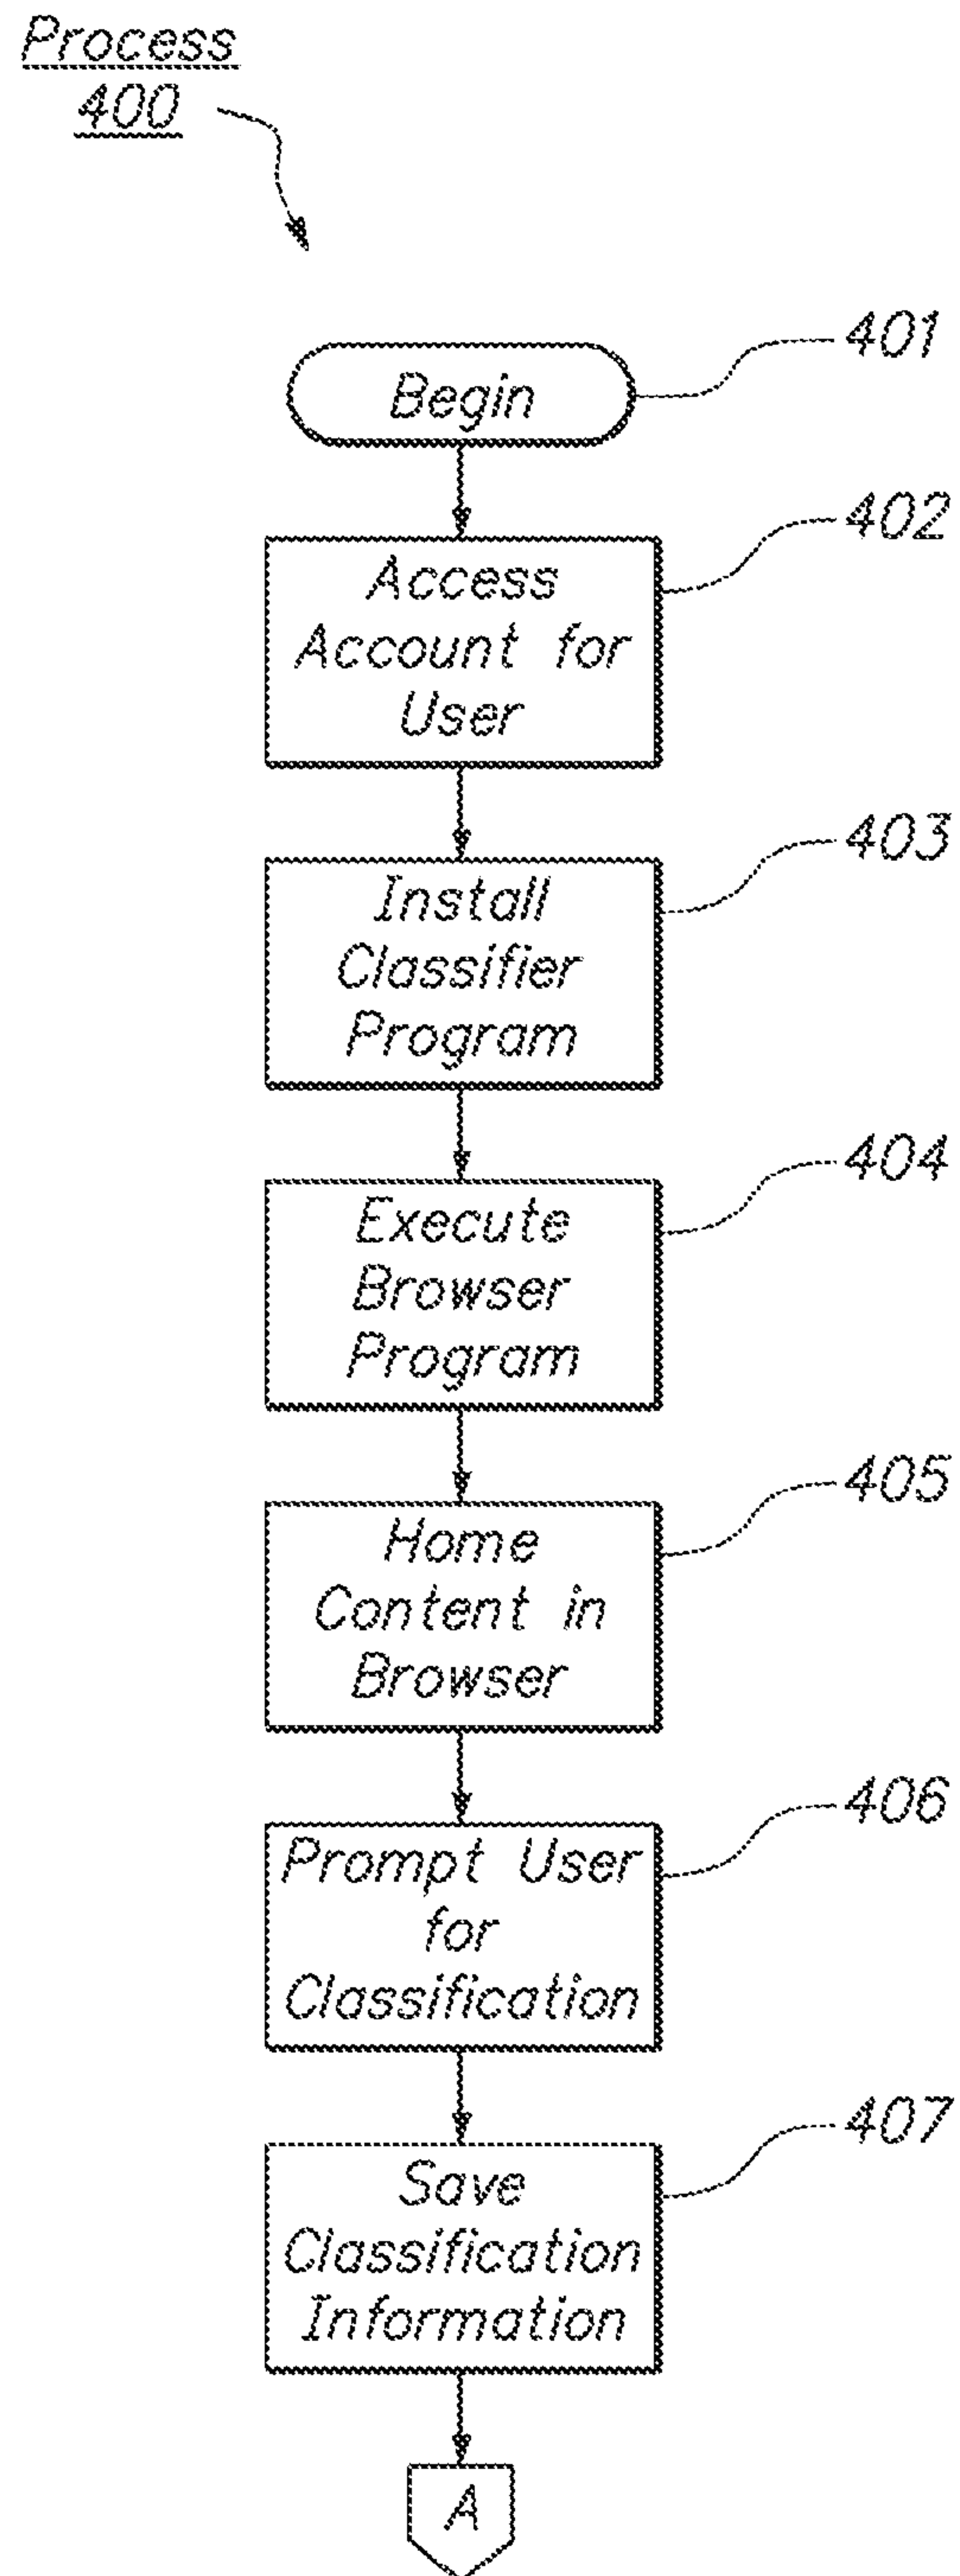 Process
400
401
Begin
402
Access
Account for
User
403
Install
Classifier
Program
404
Execute
Browser
Program
405
Home
Content in
Browser
406
Prompt User
for
Classification
407
Save
Classification
Information
A